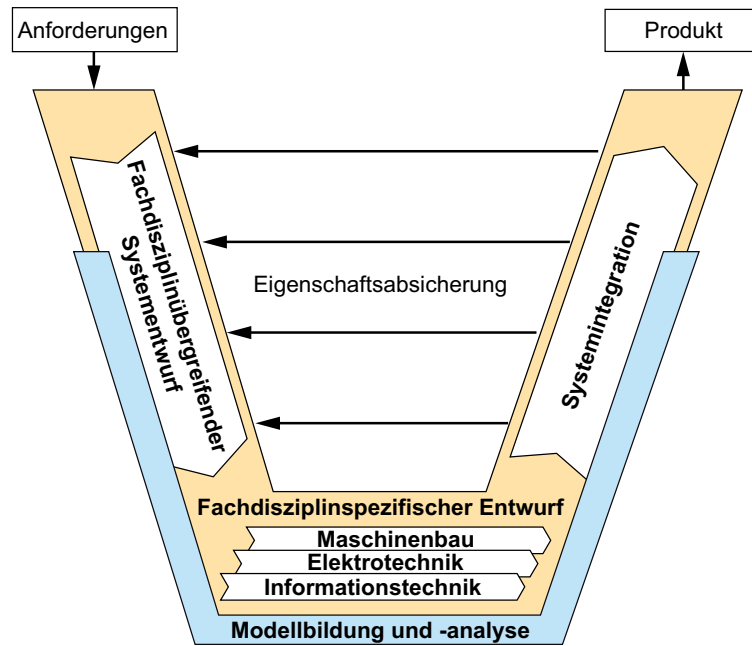 Anforderungen
Produkt
Fachdisziplinübergreifender
Systementwurf
Eigenschaftsabsicherung
Systemintegration
Fachdisziplinspezifischer Entwurf
Maschinenbau
Elektrotechnik
Informationstechnik
Modellbildung und -analyse